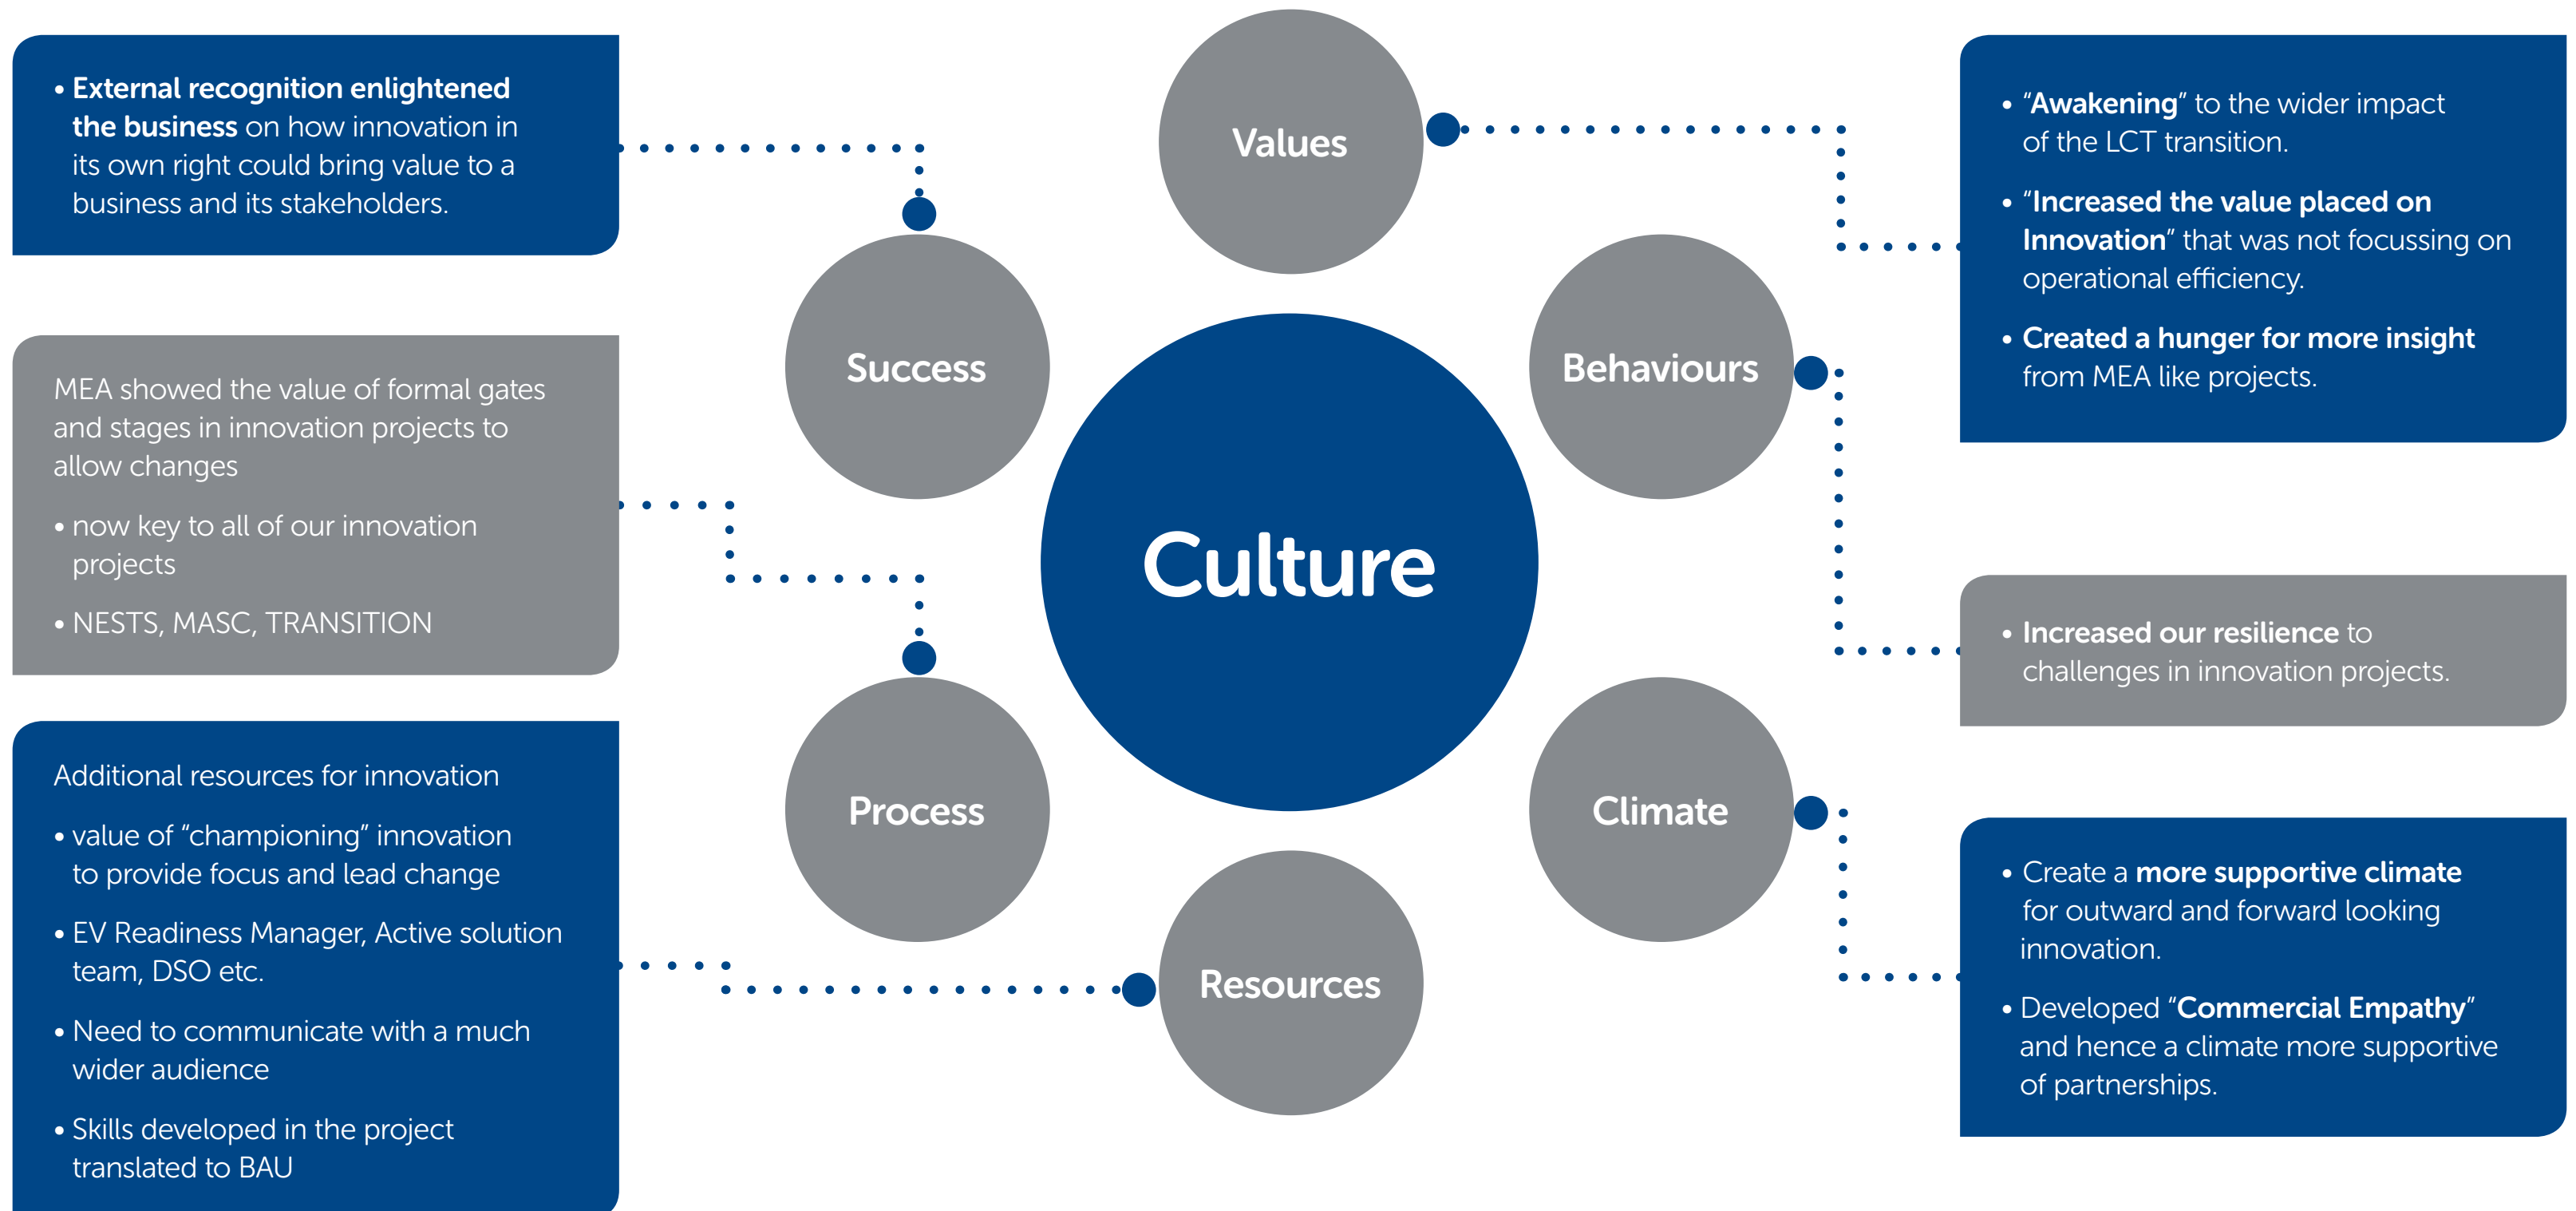 • External recognition enlightened
the business on how innovation in
its own right could bring value to a
business and its stakeholders.
MEA showed the value of formal gates
and stages in innovation projects to
allow changes
• now key to all of our innovation
projects
• NESTS, MASC, TRANSITION
Additional resources for innovation
• value of “championing” innovation
to provide focus and lead change
• EV Readiness Manager, Active solution
team, DSO etc.
• Need to communicate with a much
wider audience
• Skills developed in the project
translated to BAU
Values
Success
Behaviours
Culture
Process
Climate
Resources
• “Awakening” to the wider impact
of the LCT transition.
• “Increased the value placed on
Innovation” that was not focussing on
operational efficiency.
• Created a hunger for more insight
from MEA like projects.
• Increased our resilience to
challenges in innovation projects.
• Create a more supportive climate
for outward and forward looking
innovation.
• Developed “Commercial Empathy”
and hence a climate more supportive
of partnerships.